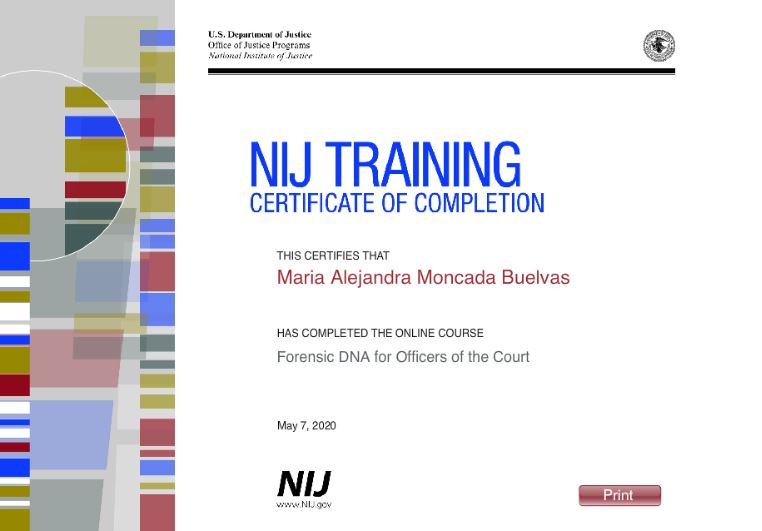 U.S. Department of Justice
Office of Justice Programs
National Institute of Justice
NIJ TRAINING
CERTIFICATE OF COMPLETION
THIS CERTIFIES THAT
Maria Alejandra Moncada Buelvas
HAS COMPLETED THE ONLINE COURSE
Forensic DNA for Officers of the Court
May 7, 2020
NIJ
www.NIJ.gov
Print